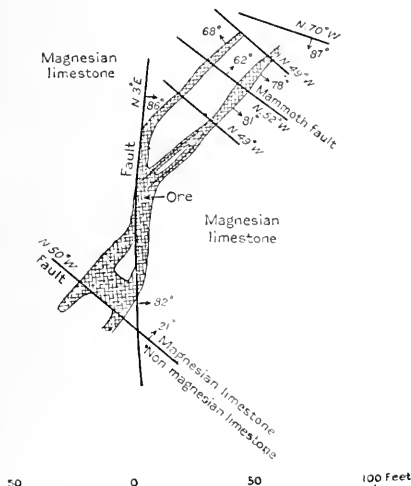 N 70° W
87°
68°
Magnesian
limestone
N 49° W
62°
78°
N 3° E
86°
Mammoth fault
N 52° W
81°
N 49° W
Fault
Ore
Magnesian
limestone
N 50° W
Fault
82°
21°
Magnesian limestone
Non magnesian limestone
50 0 50 100 Feet